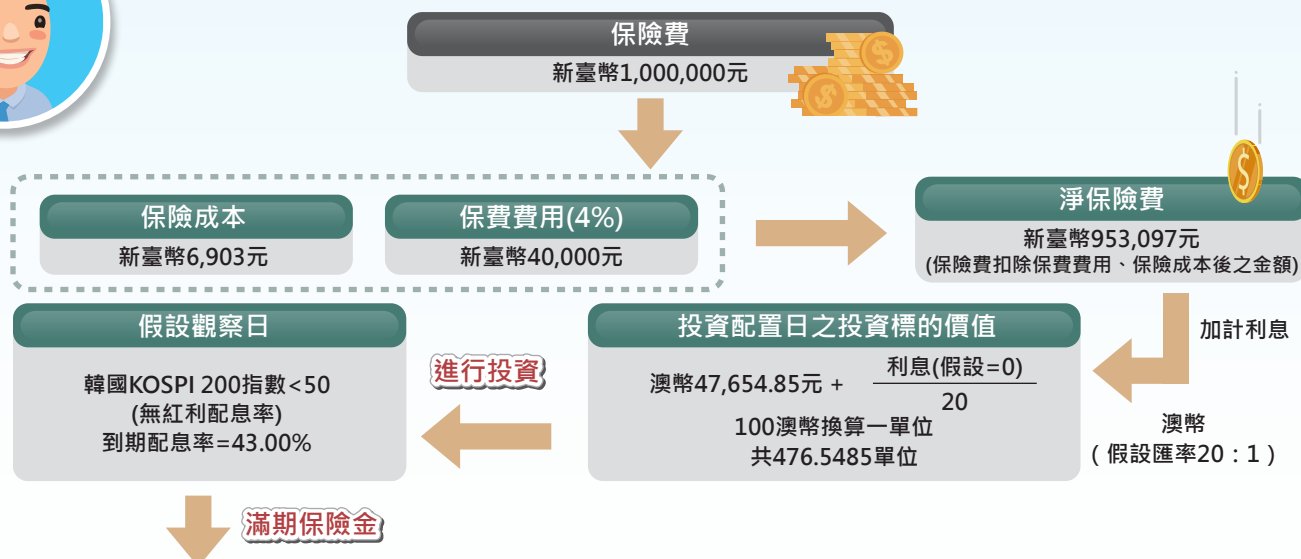 保險費
新臺幣1,000,000元
保險成本
新臺幣6,903元
保費費用(4%)
新臺幣40,000元
淨保險費
新臺幣953,097元
(保險費扣除保費費用、保險成本後之金額)
加計利息
澳幣
(假設匯率20：1)
投資配置日之投資標的價值
澳幣47,654.85元 + 利息(假設=0)
20
100澳幣換算一單位
共476.5485單位
進行投資
假設觀察日
韓國KOSPI 200指數<50
(無紅利配息率)
到期配息率=43.00%
滿期保險金